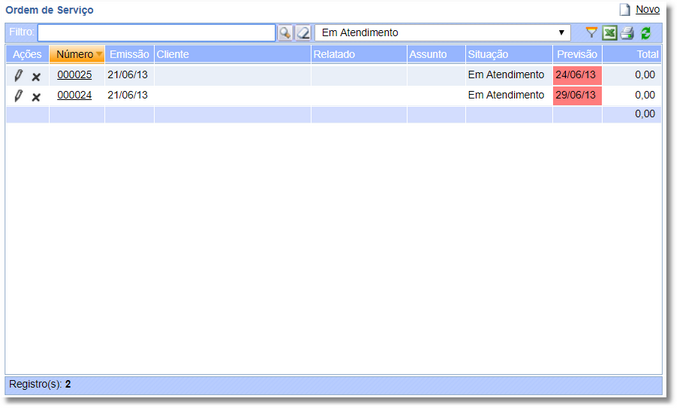 Ordem de Serviço Novo
Filtro: Em Atendimento
Ações Número Emissão Cliente Relatado Assunto Situação Previsão Total
000025 21/06/13 Em Atendimento 24/06/13 0,00
000024 21/06/13 Em Atendimento 29/06/13 0,00
0,00
Registro(s): 2